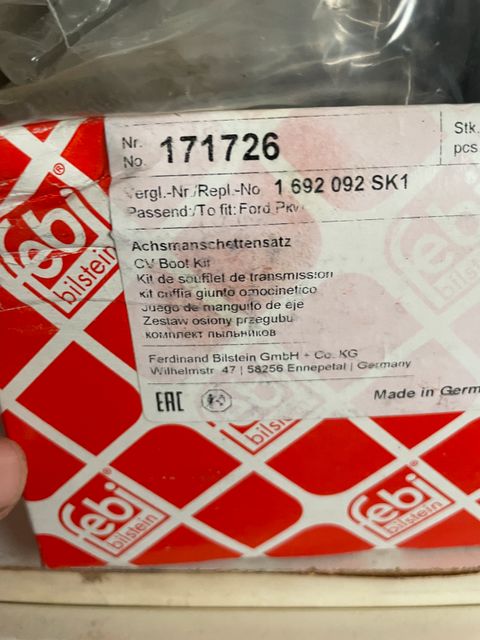 Nr.
No. 171726
Stk.
pcs.
Vergl.-Nr./Repl.-No. 1 692 092 SK1
Passend/To fit: Ford Pkw
Achsmanschettensatz
CV Boot Kit
Kit de soufflet de transmission
kit cuffia giunto omocinetico
Juego de manguito de eje
Zestaw osłony przegubu
комплект пыльников
Ferdinand Bilstein GmbH + Co. KG
Wilhelmstr. 47 | 58256 Ennepetal | Germany
EAC
Made in Germ
febi
bilstein
®
bilst
febi
bilstein
®
febi
bilstein
®